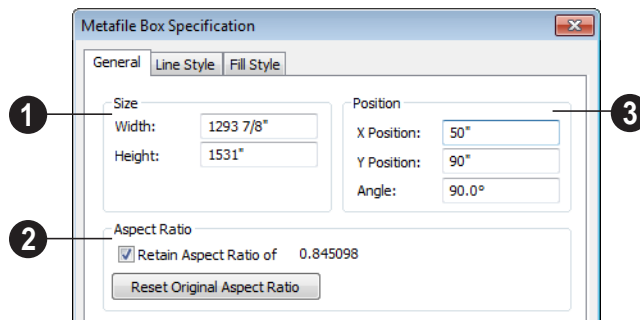 Metafile Box Specification
General Line Style Fill Style
1 Size
Width: 1293 7/8"
Height: 1531"
Position 3
X Position: 50"
Y Position: 90"
Angle: 90.0°
2 Aspect Ratio
Retain Aspect Ratio of 0.845098
Reset Original Aspect Ratio